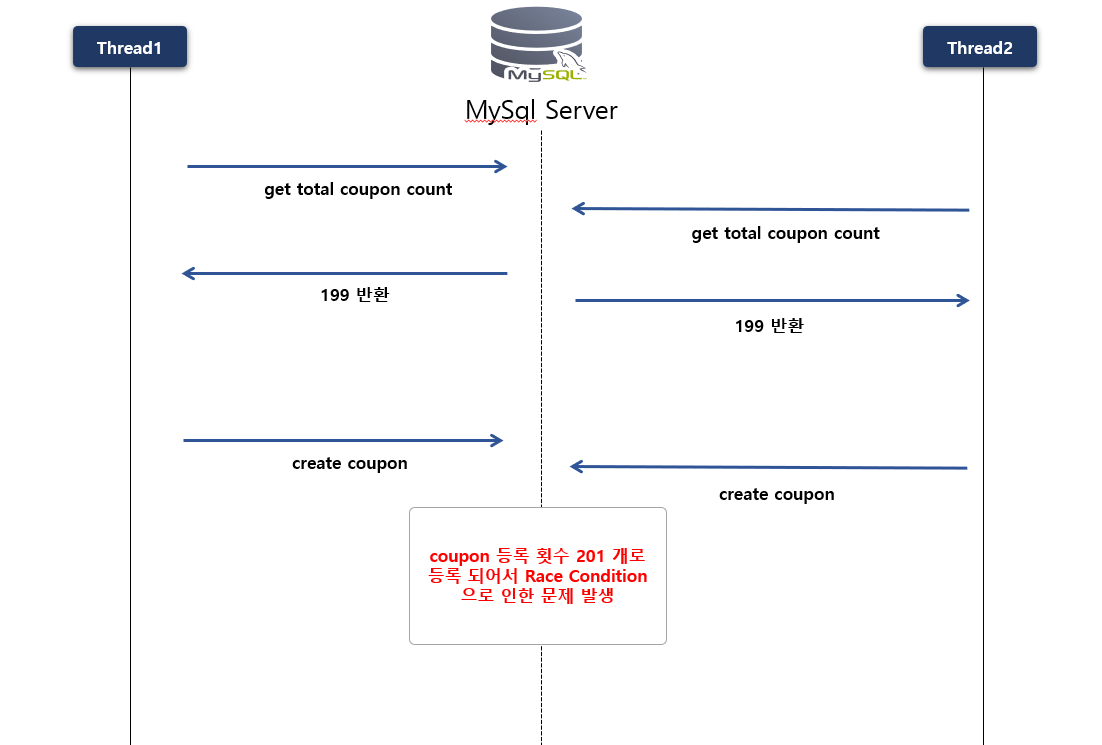 Thread1
MySQL
Thread2
MySql Server
get total coupon count
get total coupon count
199 반환
199 반환
create coupon
create coupon
coupon 등록 횟수 201 개로
등록 되어서 Race Condition
으로 인한 문제 발생